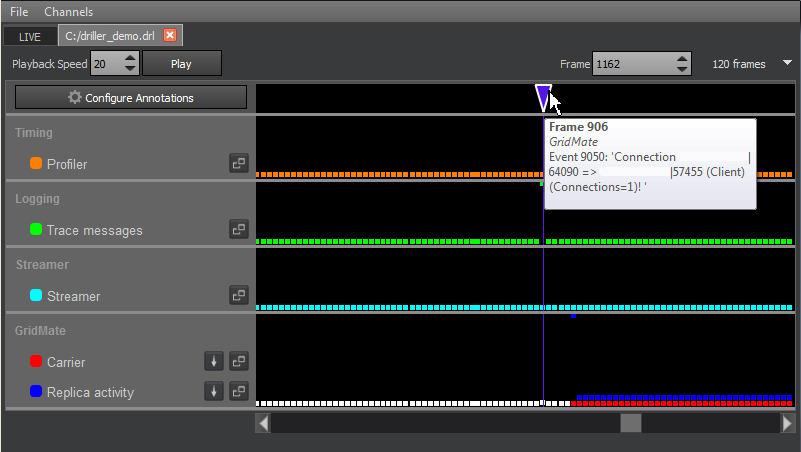 File Channels
LIVE C:/driller_demo.drl
Playback Speed 20 Play Frame 1162 120 frames
Configure Annotations
Timing
Profiler
Logging
Trace messages
Streamer
Streamer
GridMate
Carrier
Replica activity
Frame 906
GridMate
Event 9050: 'Connection |
64090 => |57455 (Client)
(Connections=1)! '